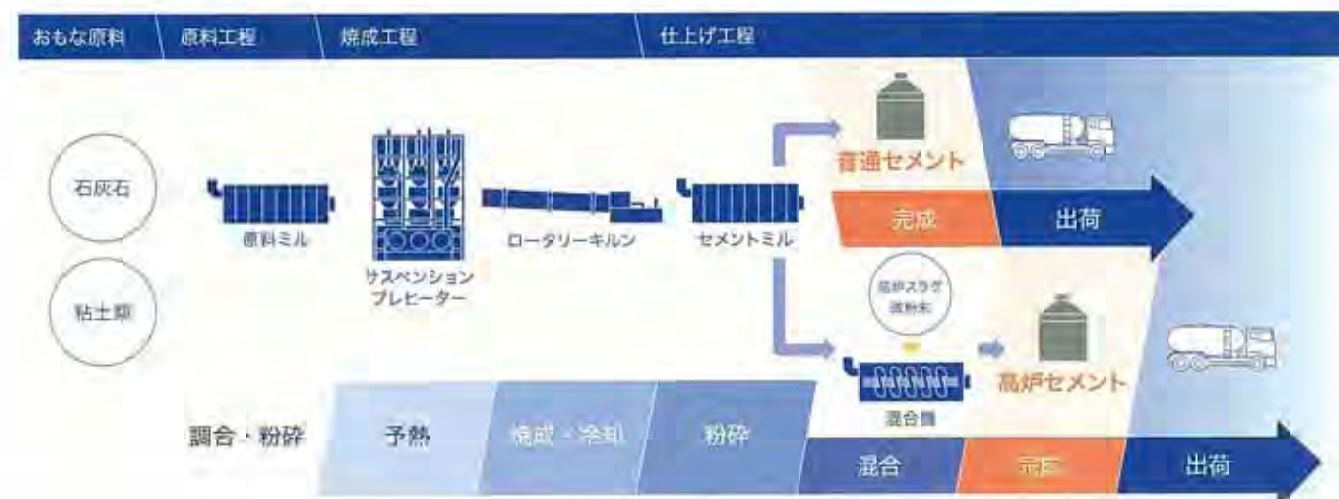 おもな原料
原料工程
焼成工程
仕上げ工程
石灰石
粘土類
原料ミル
サスペンション
プレヒーター
ロータリーキルン
セメントミル
普通セメント
完成
出荷
高炉スラグ
微粉末
混合機
高炉セメント
調合・粉砕
予熱
焼成・冷却
粉砕
混合
完成
出荷